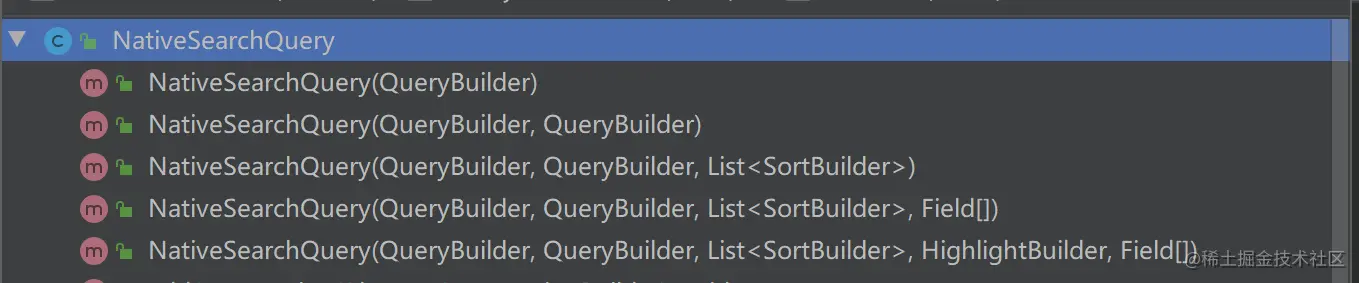 NativeSearchQuery
NativeSearchQuery(QueryBuilder)
NativeSearchQuery(QueryBuilder, QueryBuilder)
NativeSearchQuery(QueryBuilder, QueryBuilder, List<SortBuilder>)
NativeSearchQuery(QueryBuilder, QueryBuilder, List<SortBuilder>, Field[])
NativeSearchQuery(QueryBuilder, QueryBuilder, List<SortBuilder>, HighlightBuilder, Field[])
@稀土掘金技术社区